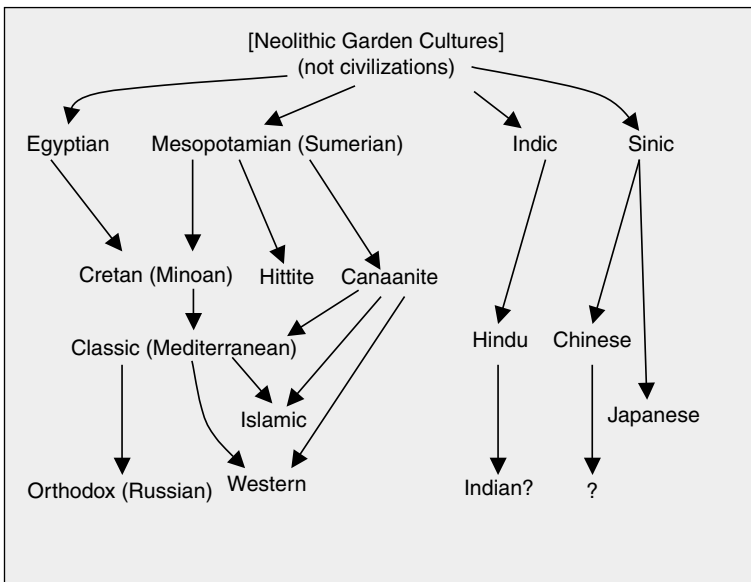 [Neolithic Garden Cultures]
(not civilizations)
Egyptian
Mesopotamian (Sumerian)
Indic
Sinic
Cretan (Minoan)
Hittite
Canaanite
Classic (Mediterranean)
Hindu
Chinese
Islamic
Japanese
Orthodox (Russian)
Western
Indian?
?